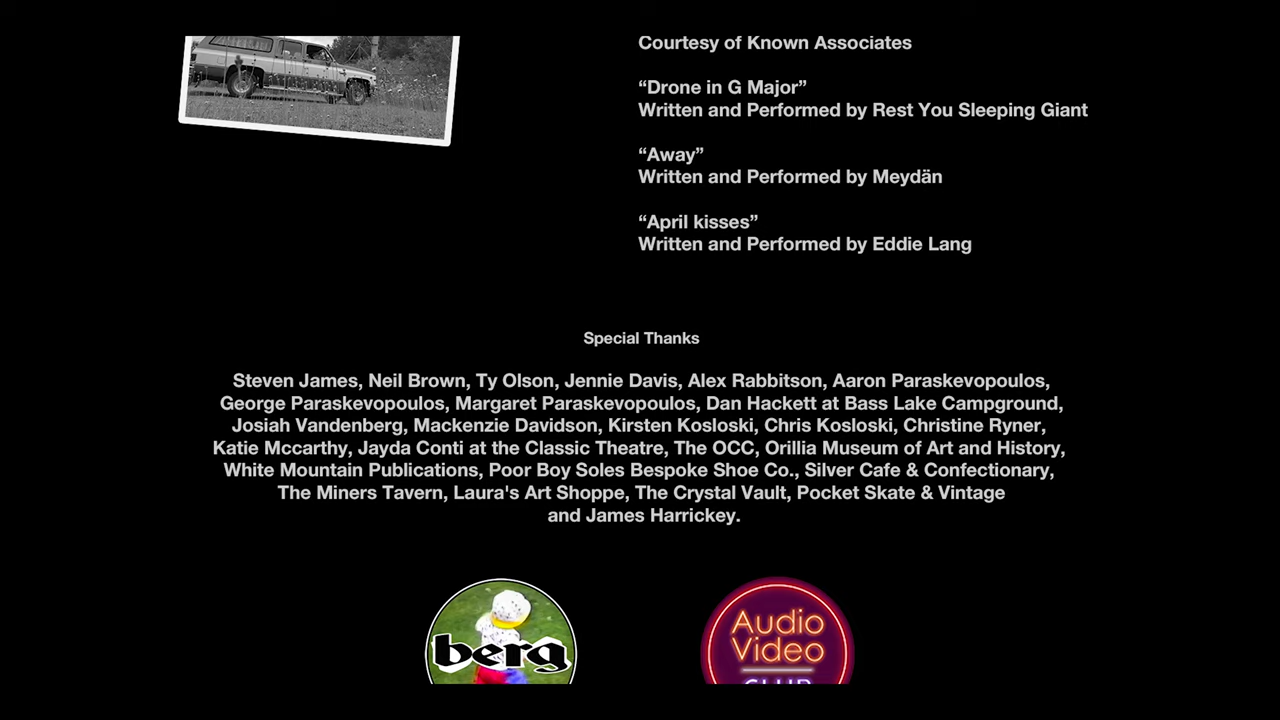 Courtesy of Known Associates
“Drone in G Major”
Written and Performed by Rest You Sleeping Giant
“Away”
Written and Performed by Meydän
“April kisses”
Written and Performed by Eddie Lang
Special Thanks
Steven James, Neil Brown, Ty Olson, Jennie Davis, Alex Rabbitson, Aaron Paraskevopoulos,
George Paraskevopoulos, Margaret Paraskevopoulos, Dan Hackett at Bass Lake Campground,
Josiah Vandenberg, Mackenzie Davidson, Kirsten Kosloski, Chris Kosloski, Christine Ryner,
Katie Mccarthy, Jayda Conti at the Classic Theatre, The OCC, Orillia Museum of Art and History,
White Mountain Publications, Poor Boy Soles Bespoke Shoe Co., Silver Cafe & Confectionary,
The Miners Tavern, Laura's Art Shoppe, The Crystal Vault, Pocket Skate & Vintage
and James Harrickey.
berg
Audio
Video
CLUB